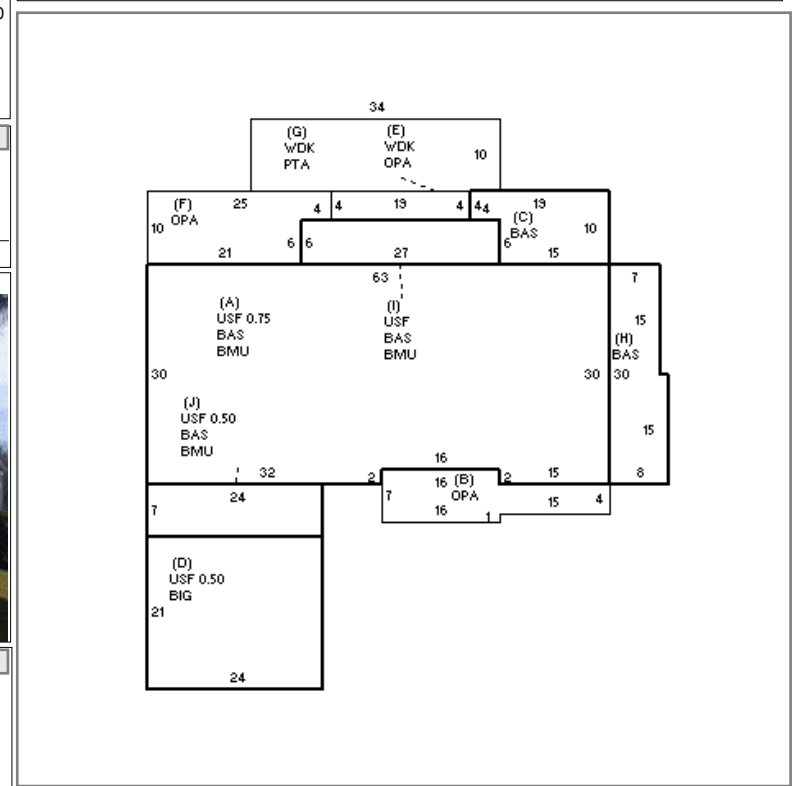 34
(G)
WDK
PTA
(E)
WDK
OPA
10
(F)
OPA
25
4
4
19
4
4
4
19
(C)
BAS
10
10
21
6
6
27
6
15
63
7
(A)
USF 0.75
BAS
BMU
(I)
USF
BAS
BMU
15
(H)
BAS
30
30
30
(J)
USF 0.50
BAS
BMU
15
32
2
16
2
15
8
24
7
7
16
(B)
OPA
16
1
15
4
(D)
USF 0.50
BIG
21
24